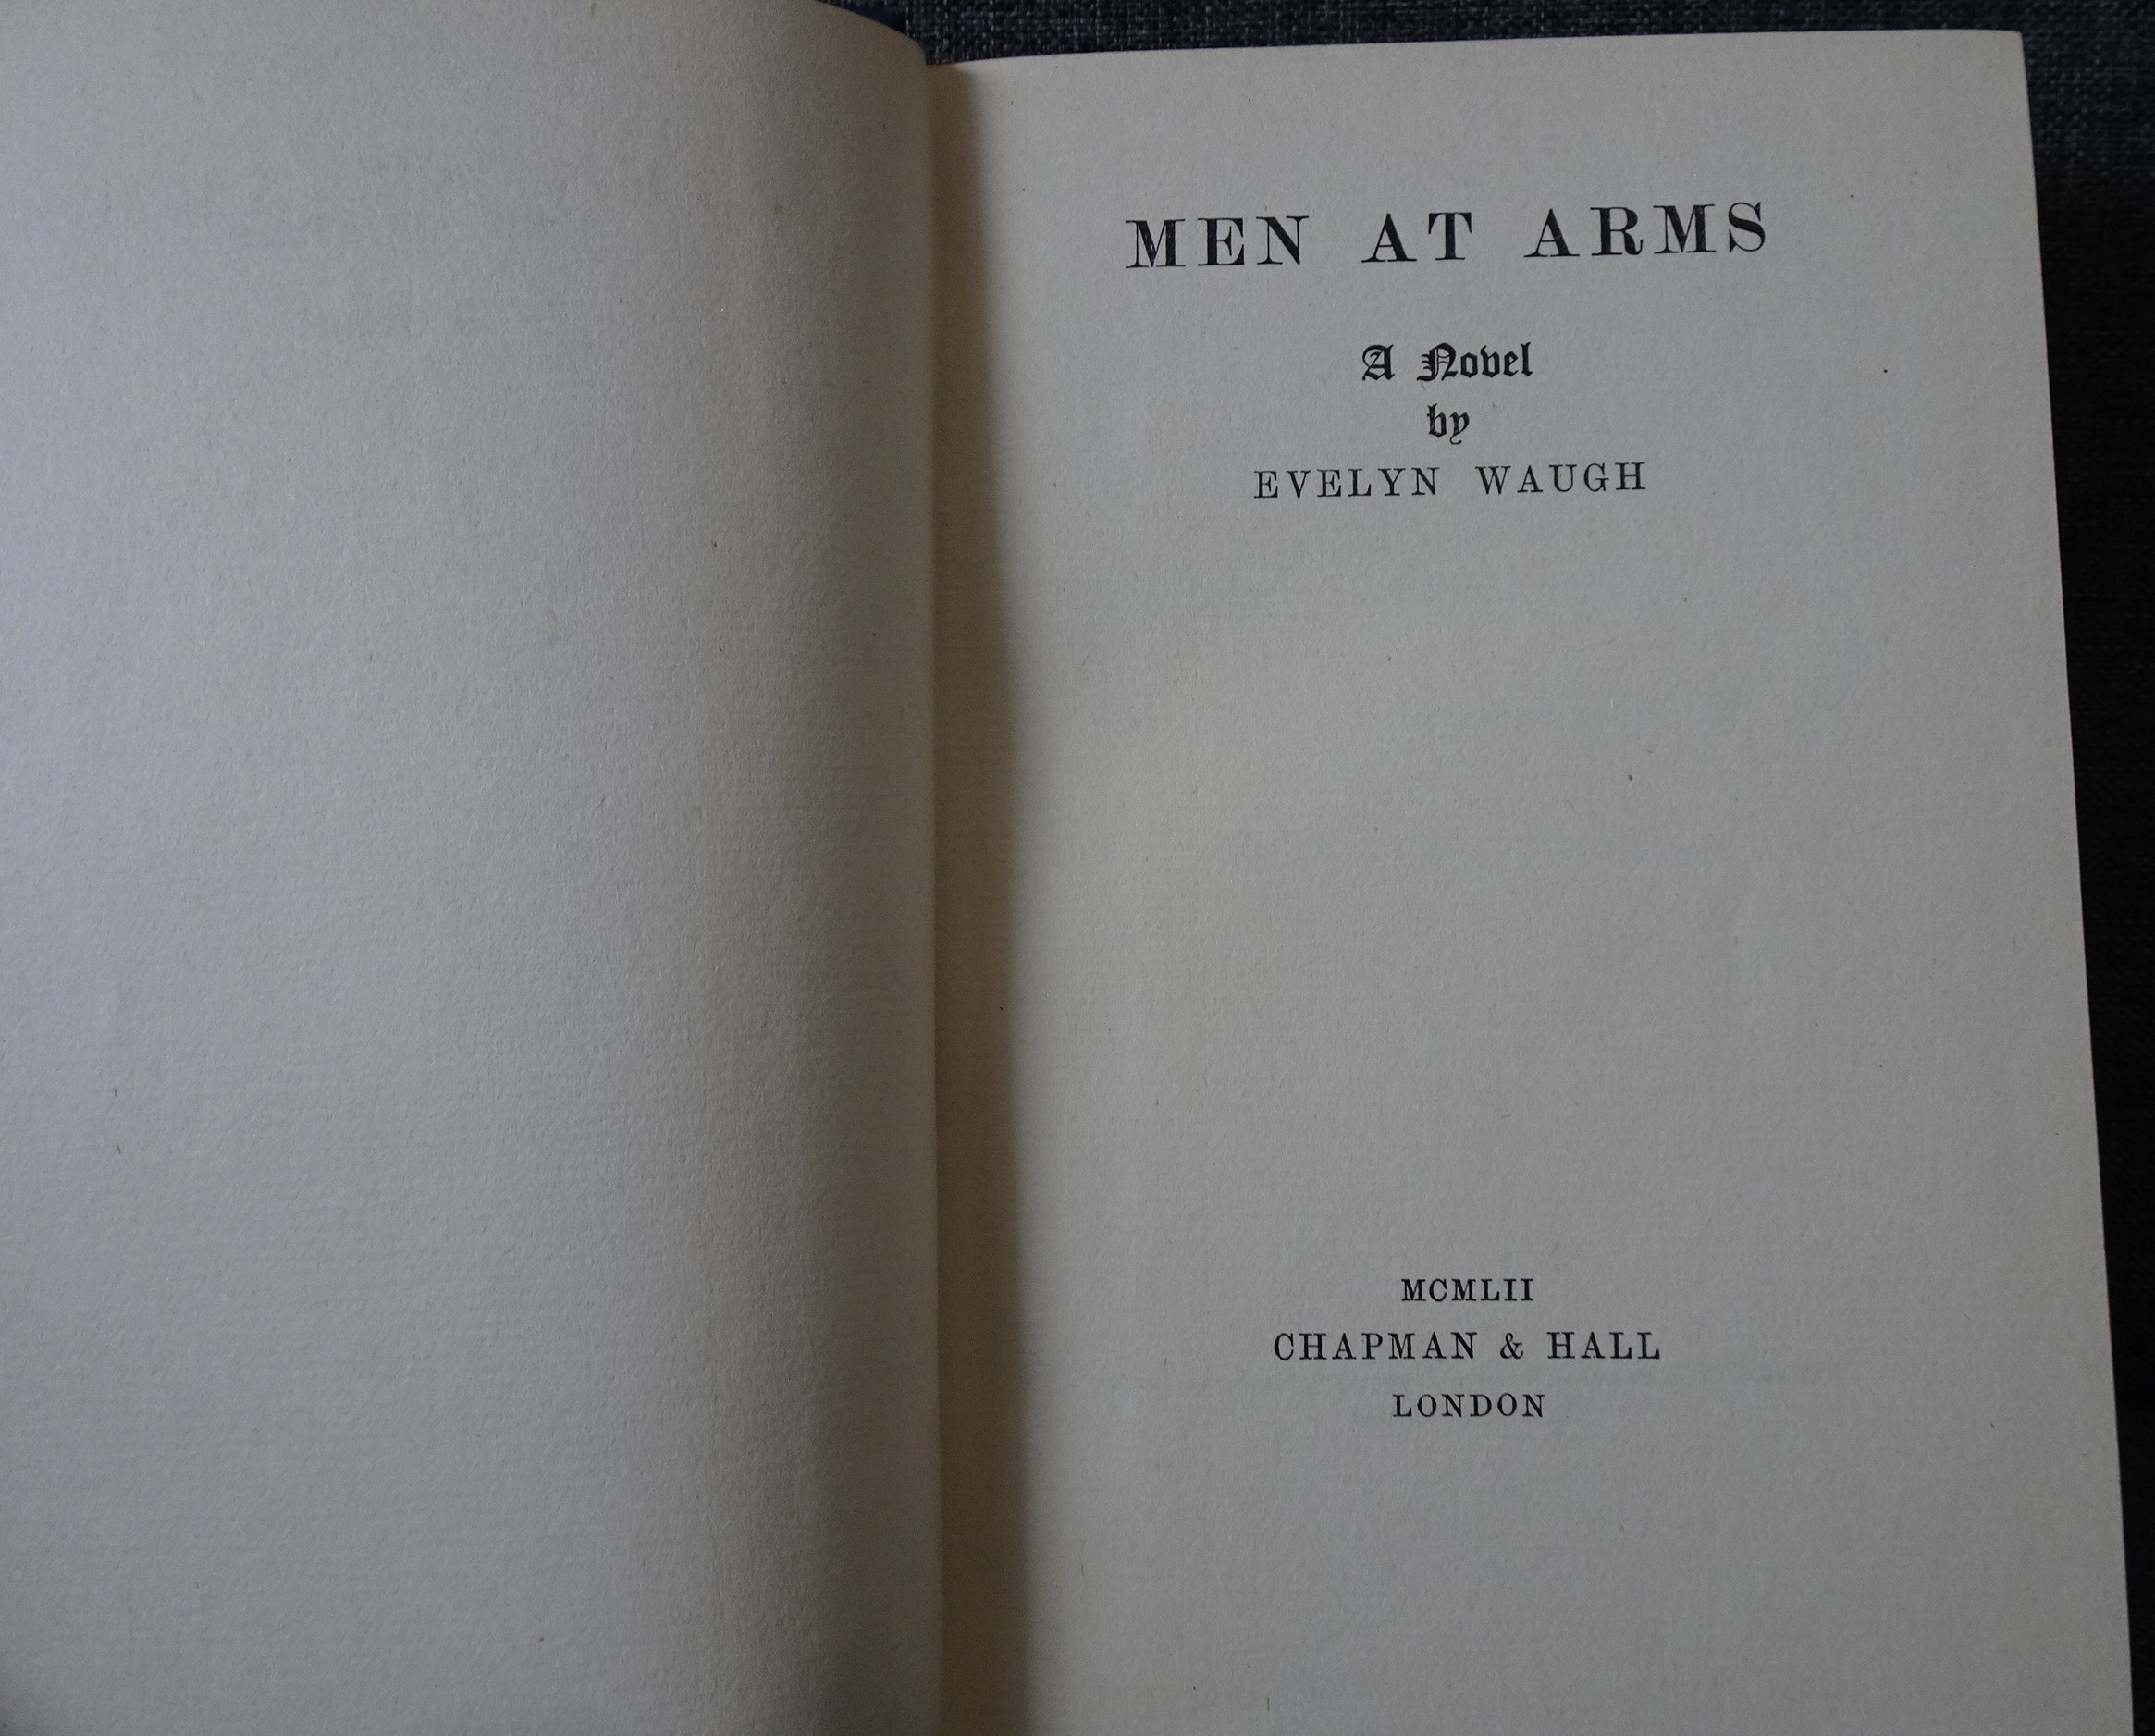 MEN AT ARMS
A Novel
by
EVELYN WAUGH
MCMLII
CHAPMAN & HALL
LONDON